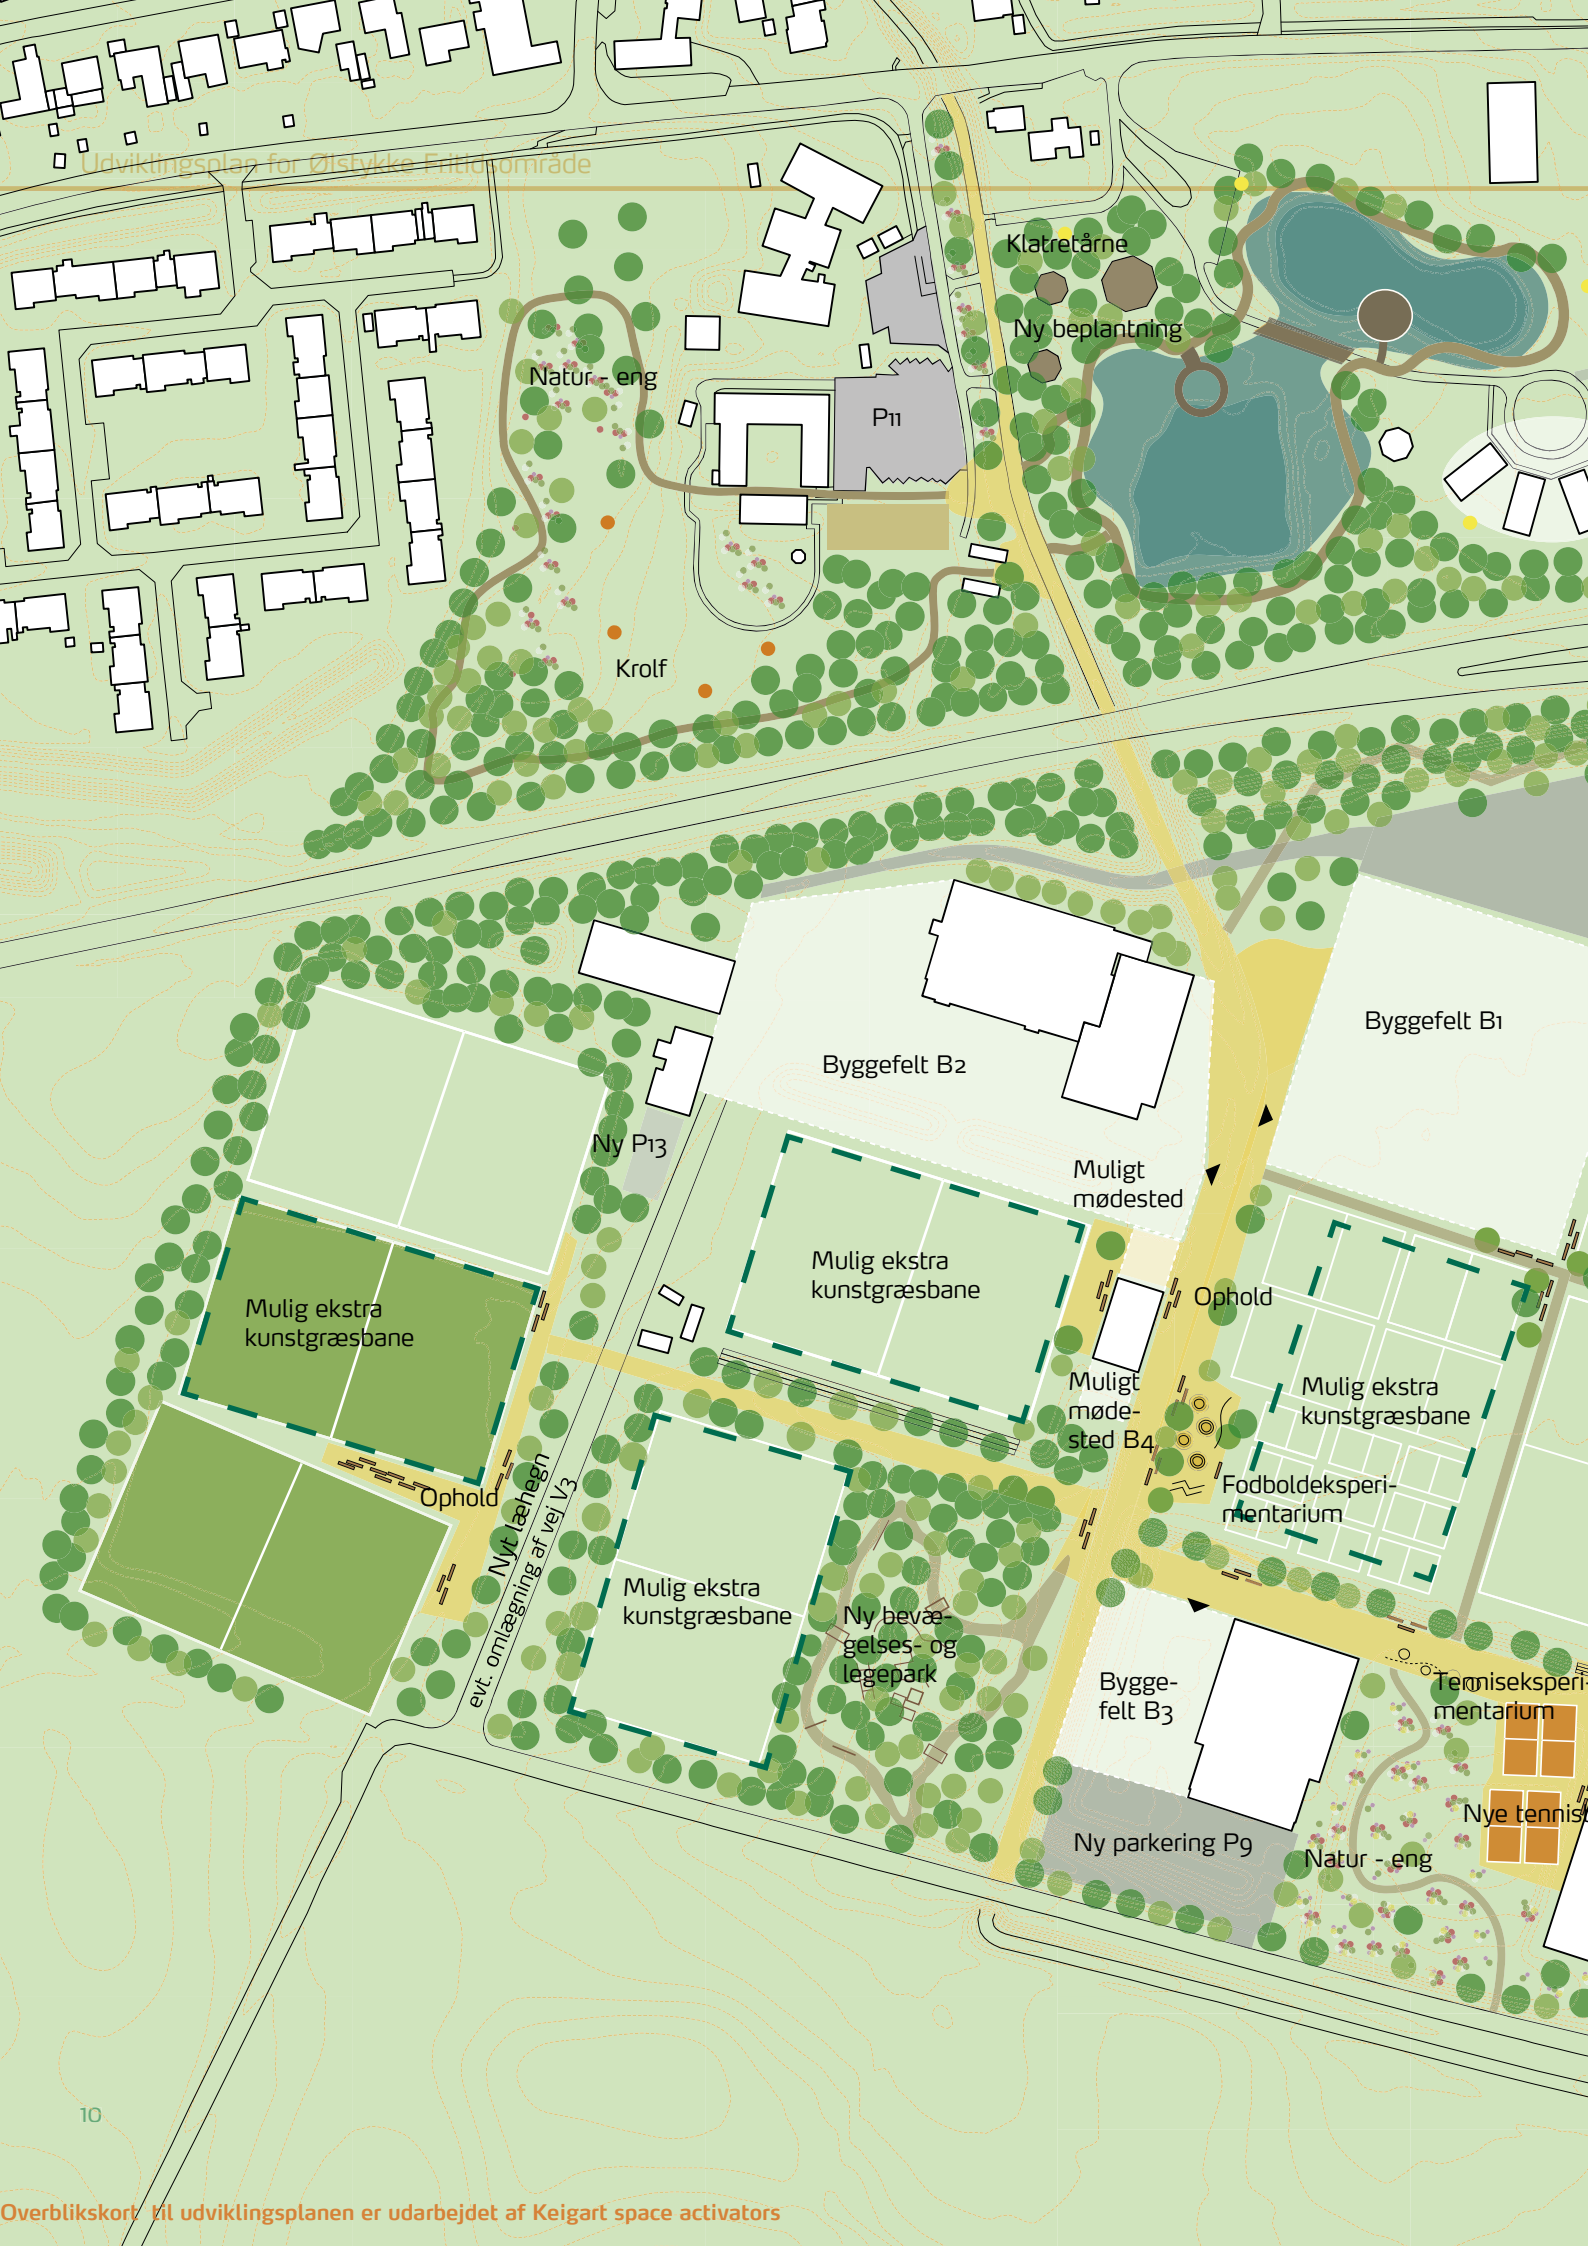 Udviklingsplan for Ølstykke Fritidsområde
Klatretårne
Ny beplantning
Natur - eng
P11
Krolf
Byggefelt B1
Byggefelt B2
Ny P13
Muligt
mødested
Mulig ekstra
kunstgræsbane
Ophold
Mulig ekstra
kunstgræsbane
Muligt
møde-
sted B4
Mulig ekstra
kunstgræsbane
Fodboldeksperi-
mentarium
Ophold
Nyt læhegn
evt. omlægning af vej V3
Mulig ekstra
kunstgræsbane
Ny bevæ-
gelses- og
legepark
Bygge-
felt B3
Tenniseksperi-
mentarium
Nye tennist
Ny parkering P9
Natur - eng
10
Overblikskort til udviklingsplanen er udarbejdet af Keigart space activators